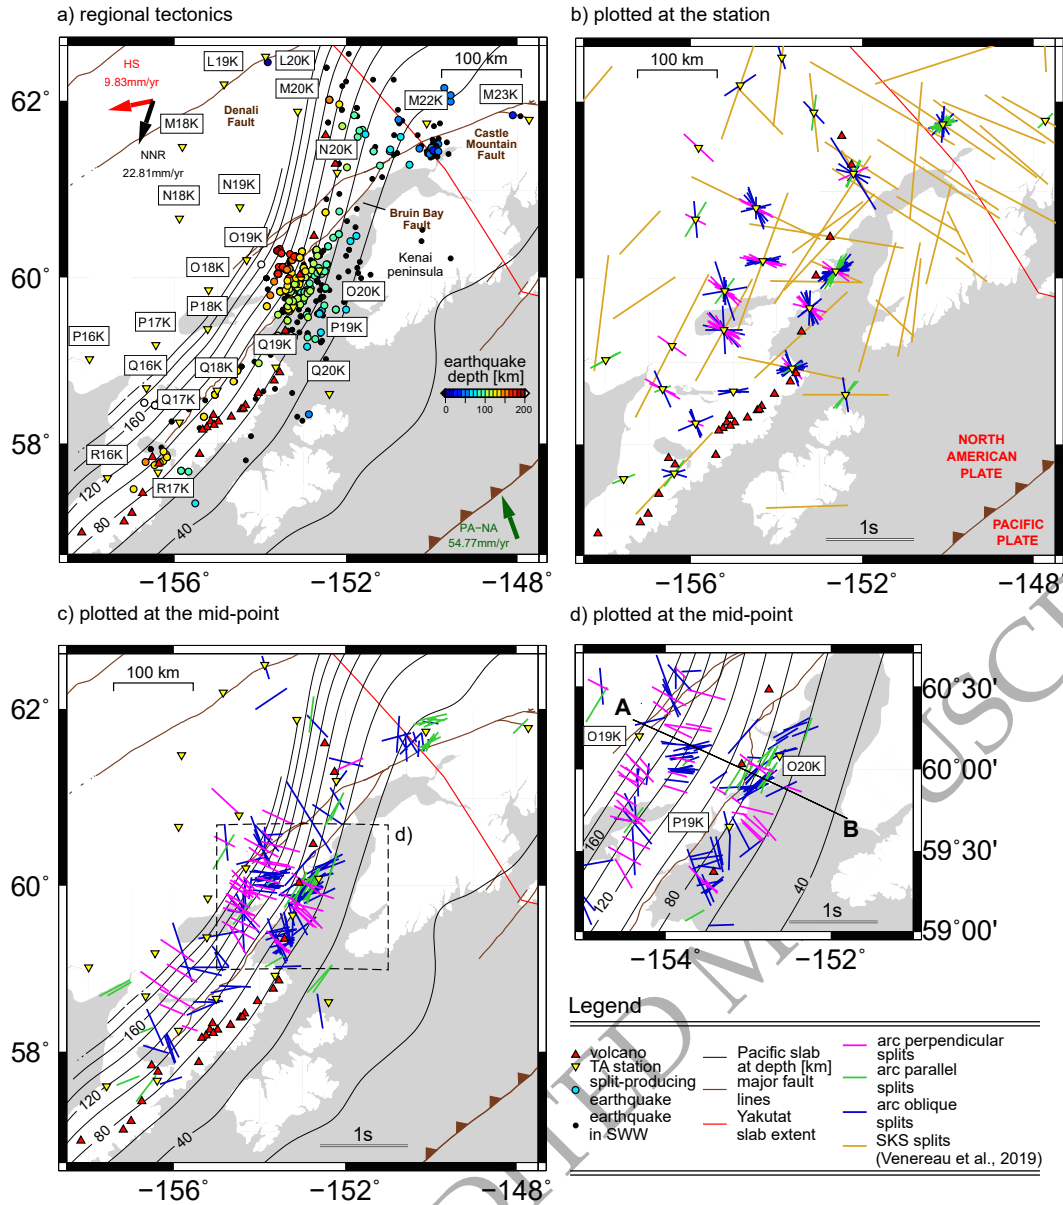 a) regional tectonics
b) plotted at the station
HS
9.83mm/yr
NNR
22.81mm/yr
L19K
L20K
M20K
100 km
M22K
M23K
Denali
Fault
M18K
Castle
Mountain
Fault
N20K
N19K
N18K
Bruin Bay
Fault
Kenai
peninsula
O19K
O18K
O20K
P18K
P17K
P19K
P16K
Q19K
Q16K
Q18K
Q20K
Q17K
earthquake
depth [km]
0
100
200
R16K
R17K
160
120
80
40
PA−NA
54.77mm/yr
62˚
60˚
58˚
−156˚
−152˚
−148˚
100 km
NORTH
AMERICAN
PLATE
PACIFIC
PLATE
1s
−156˚
−152˚
−148˚
c) plotted at the mid-point
d) plotted at the mid-point
100 km
d)
160
120
80
40
1s
62˚
60˚
58˚
−156˚
−152˚
−148˚
A
B
O19K
O20K
P19K
160
120
80
40
1s
60˚30'
60˚00'
59˚30'
59˚00'
−154˚
−152˚
Legend
volcano
TA station
split-producing
earthquake
earthquake
in SWW
Pacific slab
at depth [km]
major fault
lines
Yakutat
slab extent
arc perpendicular
splits
arc parallel
splits
arc oblique
splits
SKS splits
(Venereau et al., 2019)